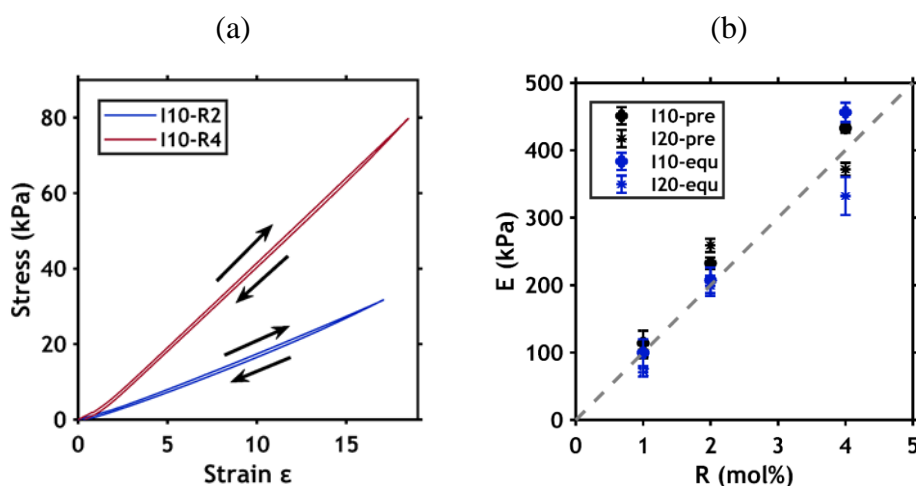 (a)
(b)
I10-R2
I10-R4
80
60
40
20
0
Stress (kPa)
0 5 10 15
Strain ε
I10-pre
I20-pre
I10-equ
I20-equ
500
400
300
200
100
0
E (kPa)
0 1 2 3 4 5
R (mol%)